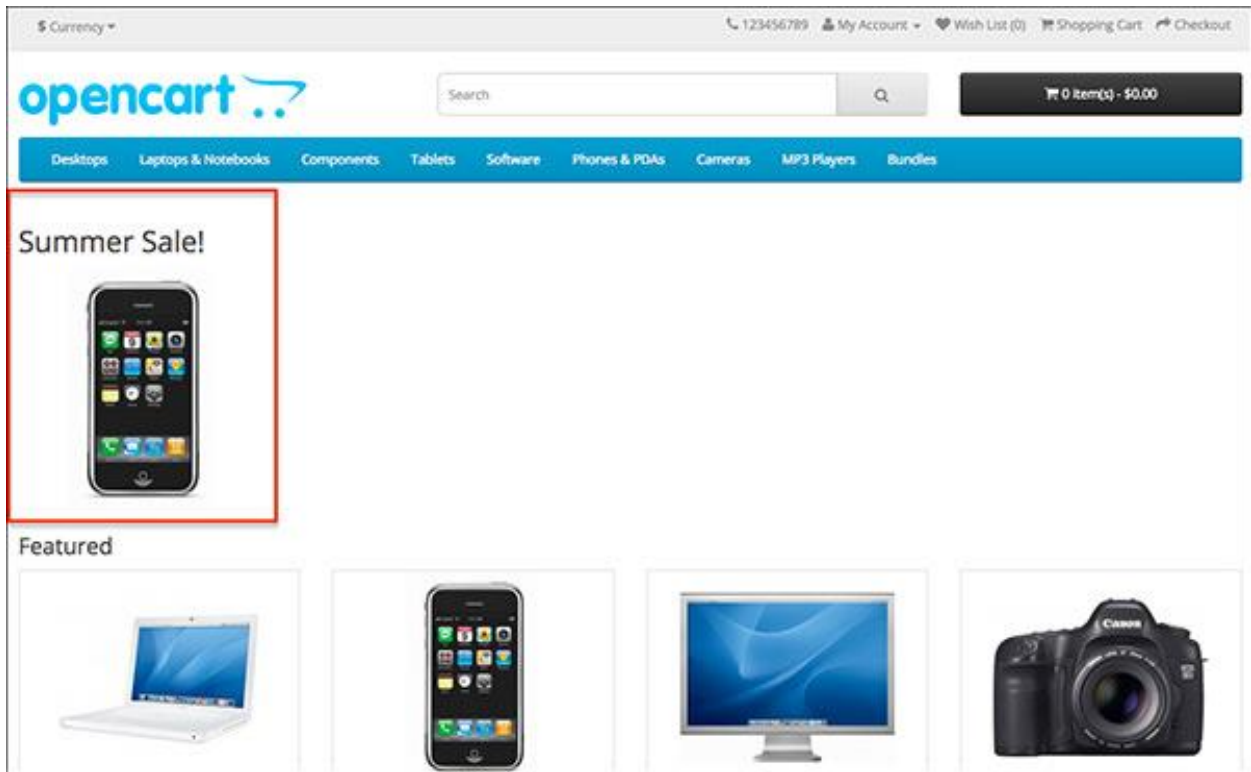 $ Currency
123456789 My Account Wish List (0) Shopping Cart Checkout
opencart
Search
0 item(s) - $0.00
Desktops Laptops & Notebooks Components Tablets Software Phones & PDAs Cameras MP3 Players Bundles
Summer Sale!
Featured
Canon